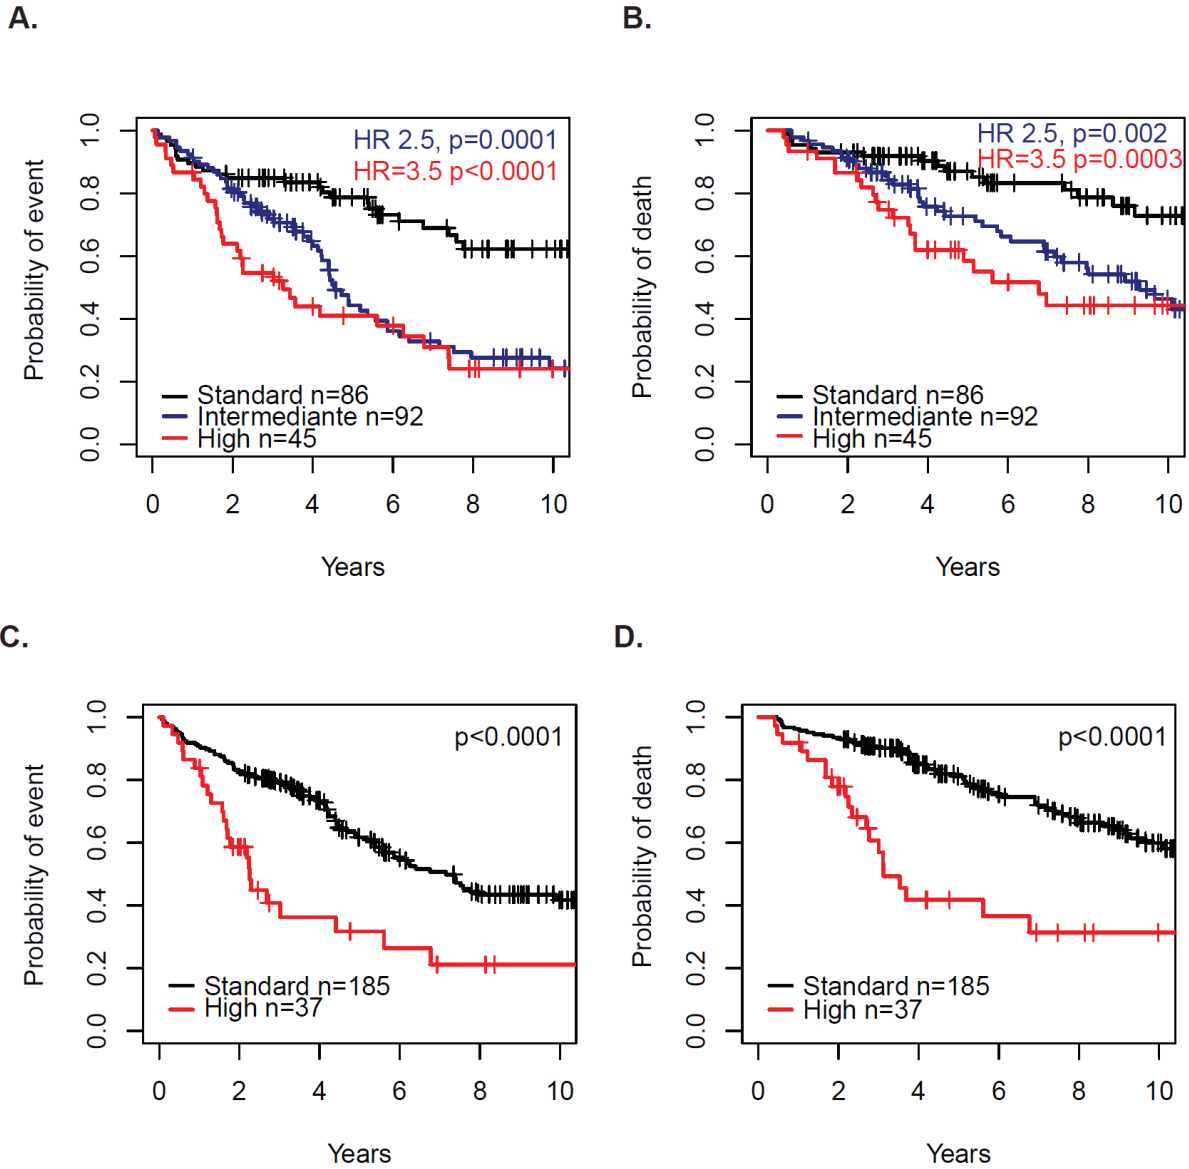 A.
Probability of event
1.0
0.8
0.6
0.4
0.2
0.0
HR 2.5, p=0.0001
HR=3.5 p<0.0001
Standard n=86
Intermediante n=92
High n=45
0 2 4 6 8 10
Years
B.
Probability of death
1.0
0.8
0.6
0.4
0.2
0.0
HR 2.5, p=0.002
HR=3.5 p=0.0003
Standard n=86
Intermediante n=92
High n=45
0 2 4 6 8 10
Years
C.
Probability of event
1.0
0.8
0.6
0.4
0.2
0.0
p<0.0001
Standard n=185
High n=37
0 2 4 6 8 10
Years
D.
Probability of death
1.0
0.8
0.6
0.4
0.2
0.0
p<0.0001
Standard n=185
High n=37
0 2 4 6 8 10
Years